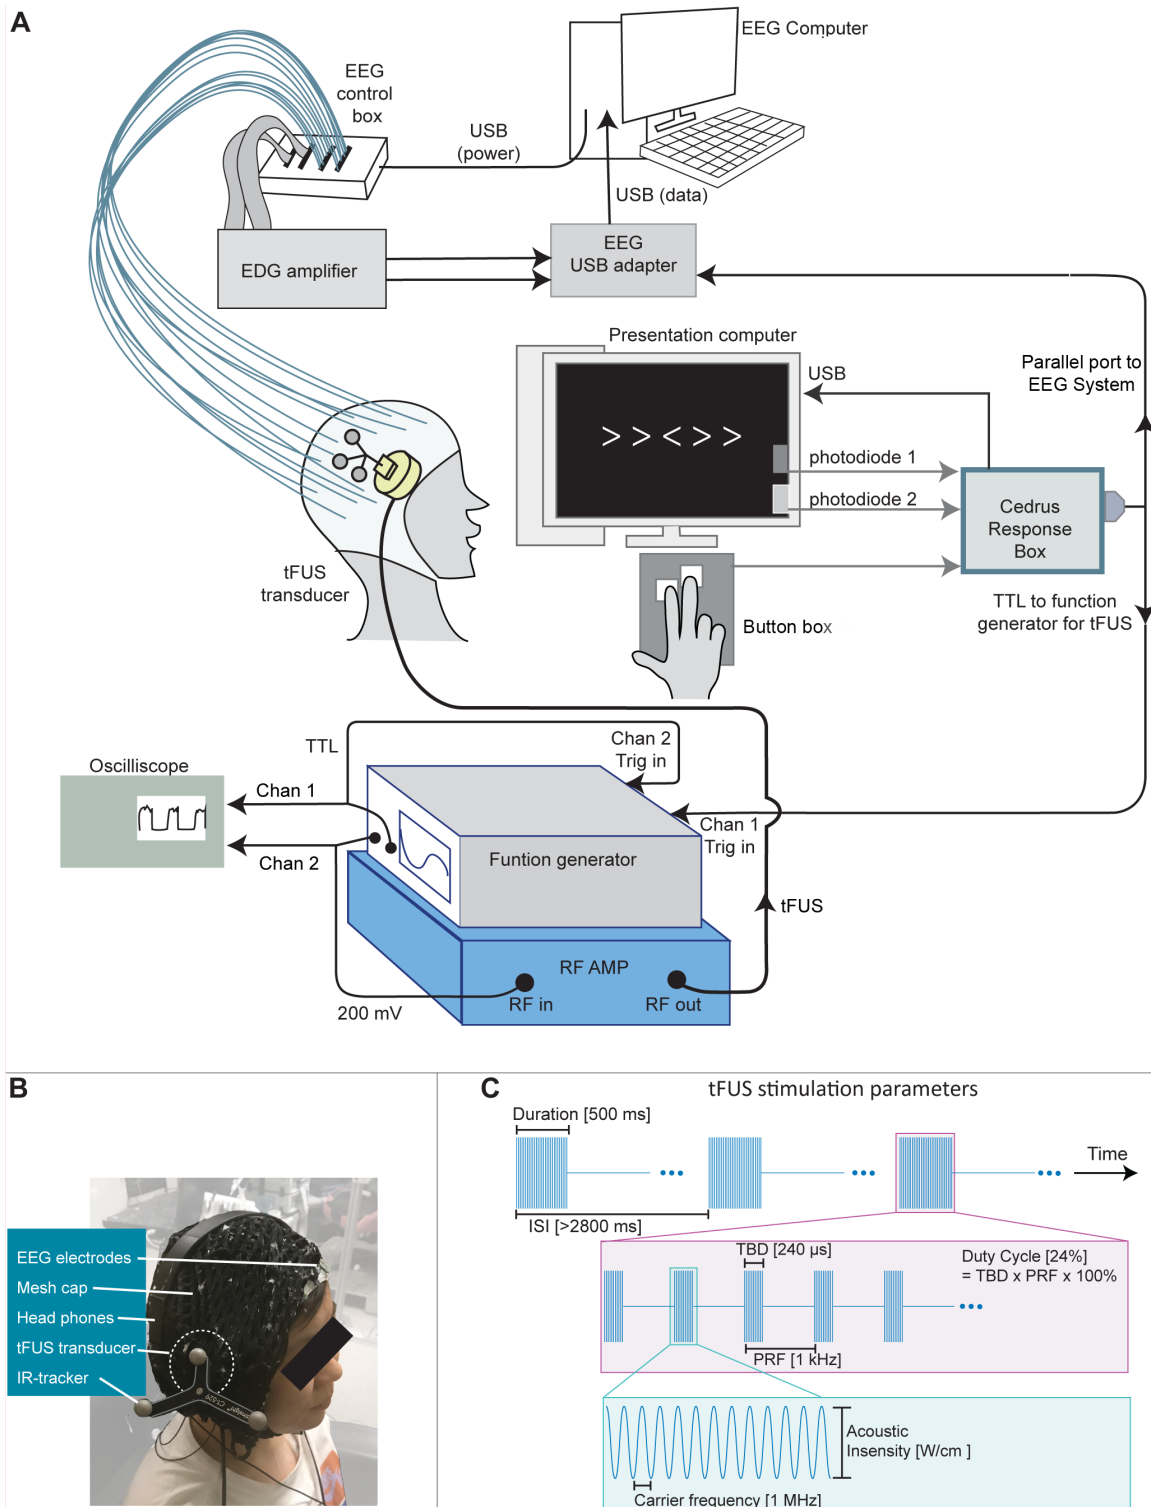 A
EEG Computer
EEG
control
box
USB
(power)
USB (data)
EDG amplifier
EEG
USB adapter
Presentation computer
USB
Parallel port to
EEG System
> > < > >
photodiode 1
photodiode 2
Cedrus
Response
Box
tFUS
transducer
TTL to function
generator for tFUS
Button box
TTL
Chan 2
Trig in
Oscilliscope
Chan 1
Chan 1
Trig in
Chan 2
Funtion generator
tFUS
RF AMP
RF in
RF out
200 mV
B
EEG electrodes
Mesh cap
Head phones
tFUS transducer
IR-tracker
C
tFUS stimulation parameters
Duration [500 ms]
Time
ISI [>2800 ms]
TBD [240 µs]
Duty Cycle [24%]
= TBD x PRF x 100%
PRF [1 kHz]
Acoustic
Insensity [W/cm ]
Carrier frequency [1 MHz]